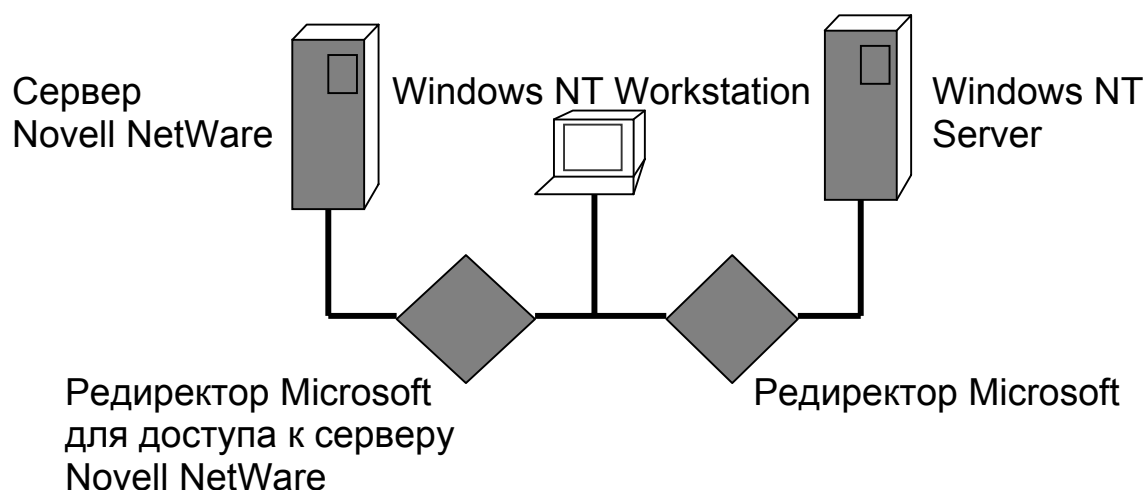 Сервер
Novell NetWare
Windows NT Workstation
Windows NT
Server
Редиректор Microsoft
для доступа к серверу
Novell NetWare
Редиректор Microsoft